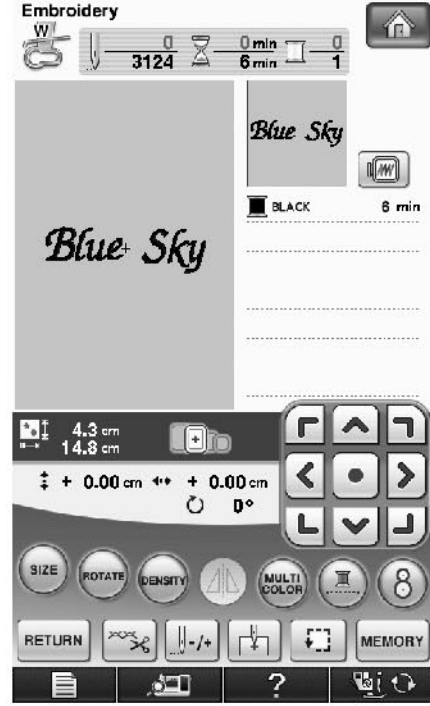 Embroidery
W
0 0 min 0
3124 6 min 1
Blue Sky
BLACK 6 min
Blue Sky
4.3 cm
14.8 cm
+ 0.00 cm + 0.00 cm
0°
SIZE ROTATE DENSITY MULTI COLOR 8
RETURN -/+ MEMORY
?